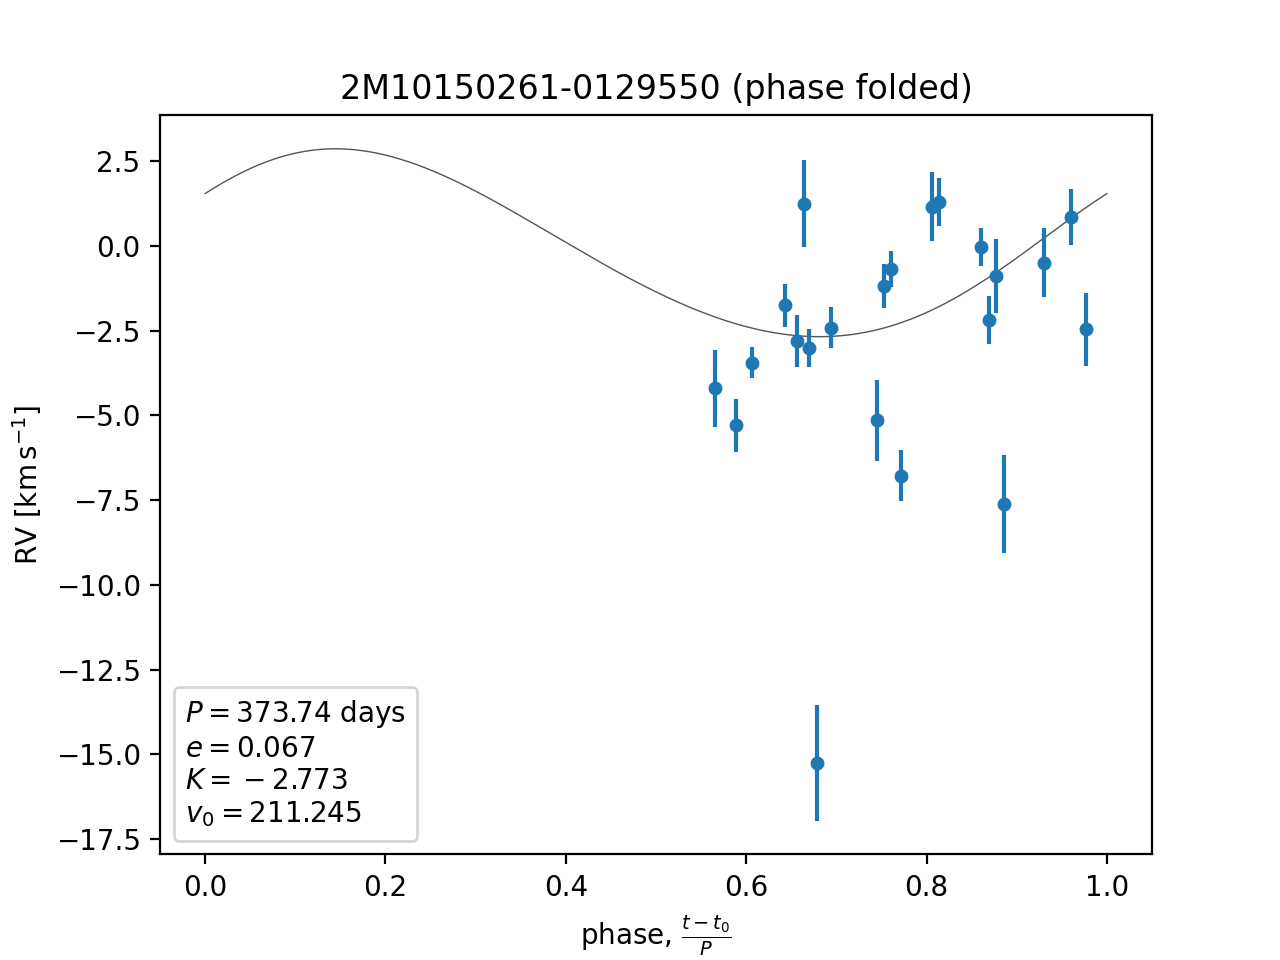 2M10150261-0129550 (phase folded)
RV [km s⁻¹]
2.5
0.0
−2.5
−5.0
−7.5
−10.0
−12.5
−15.0
−17.5
P = 373.74 days
e = 0.067
K = −2.773
v₀ = 211.245
0.0 0.2 0.4 0.6 0.8 1.0
phase, (t − t₀)/P